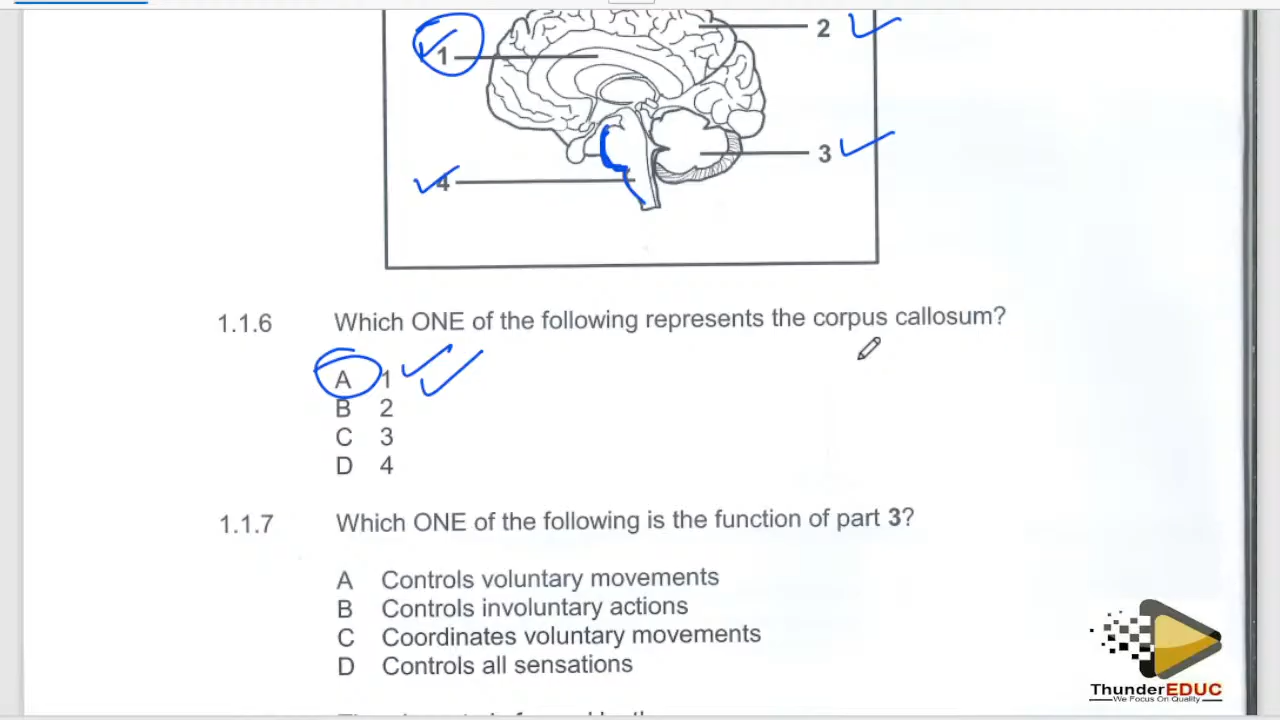 2
1
3
4
1.1.6 Which ONE of the following represents the corpus callosum?
A 1
B 2
C 3
D 4
1.1.7 Which ONE of the following is the function of part 3?
A Controls voluntary movements
B Controls involuntary actions
C Coordinates voluntary movements
D Controls all sensations
ThunderEDUC
We Focus On Quality